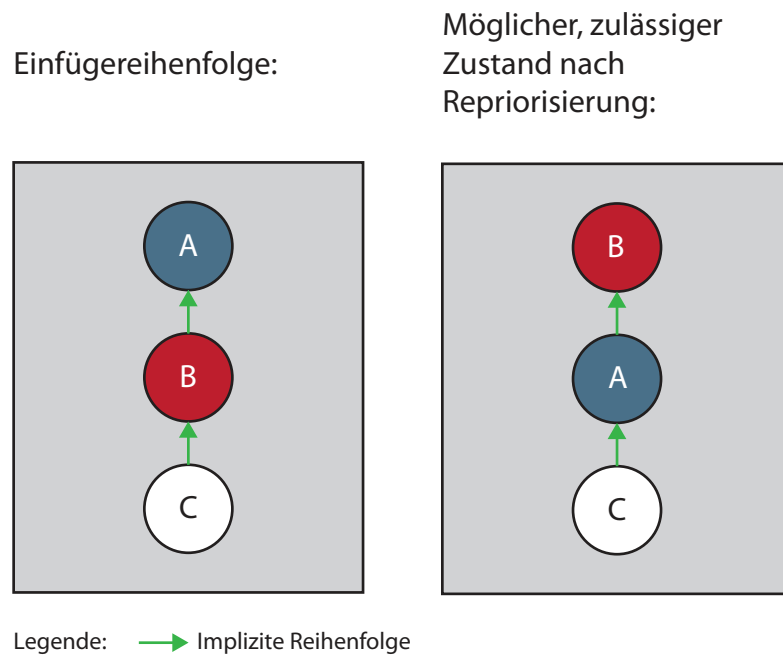 Einfügereihenfolge:
Möglicher, zulässiger
Zustand nach
Repriorisierung:
A
B
C
B
A
C
Legende:
Implizite Reihenfolge